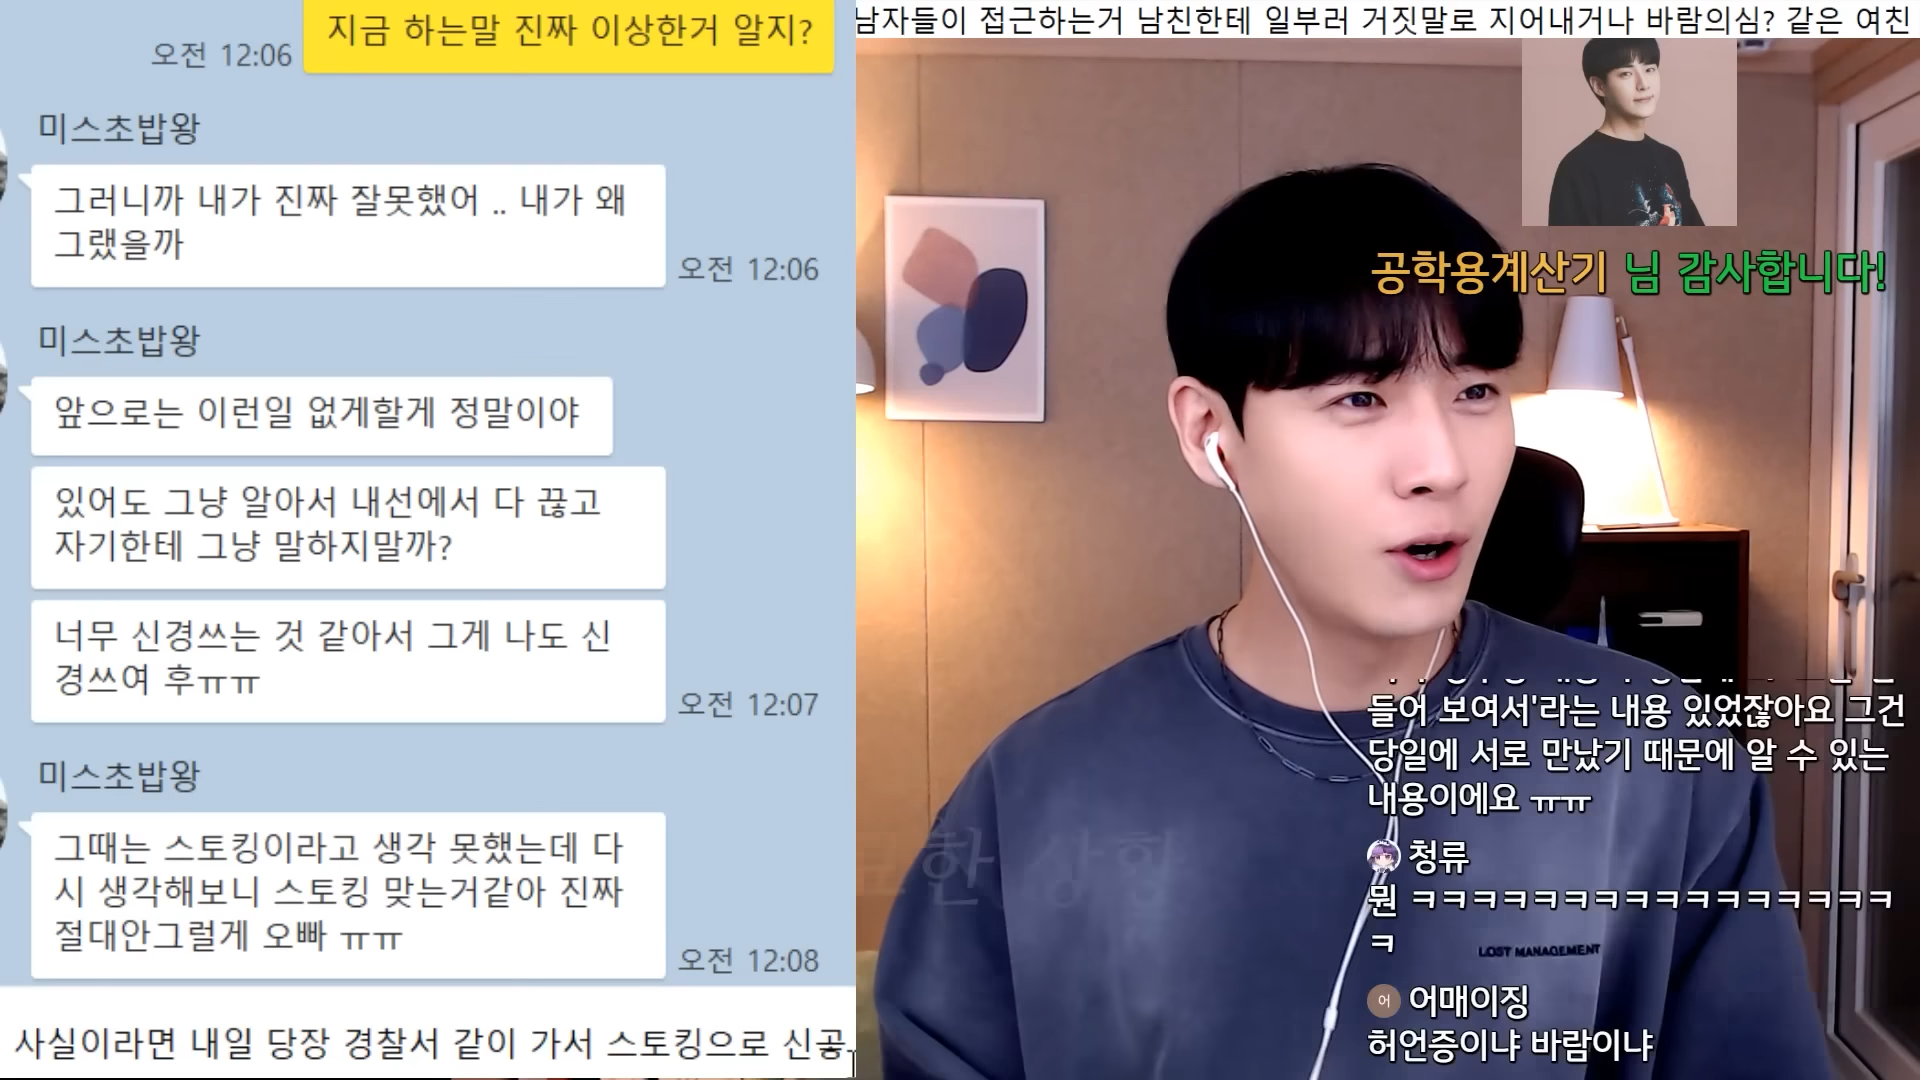 지금 하는말 진짜 이상한거 알지?
오전 12:06
미스초밥왕
그러니까 내가 진짜 잘못했어 .. 내가 왜
그랬을까
오전 12:06
미스초밥왕
앞으로는 이런일 없게할게 정말이야
있어도 그냥 알아서 내선에서 다 끊고
자기한테 그냥 말하지말까?
너무 신경쓰는 것 같아서 그게 나도 신
경쓰여 후ㅠㅠ
오전 12:07
미스초밥왕
그때는 스토킹이라고 생각 못했는데 다
시 생각해보니 스토킹 맞는거같아 진짜
절대안그럴게 오빠 ㅠㅠ
오전 12:08
사실이라면 내일 당장 경찰서 같이 가서 스토킹으로 신공
남자들이 접근하는거 남친한테 일부러 거짓말로 지어내거나 바람의심? 같은 여친
공학용계산기 님 감사합니다!
들어 보여서'라는 내용 있었잖아요 그건
당일에 서로 만났기 때문에 알 수 있는
내용이에요 ㅠㅠ
청류
뭔 ㅋㅋㅋㅋㅋㅋㅋㅋㅋㅋㅋㅋㅋㅋㅋㅋ
ㅋ
LOST MANAGEMENT
어 어매이징
허언증이냐 바람이냐